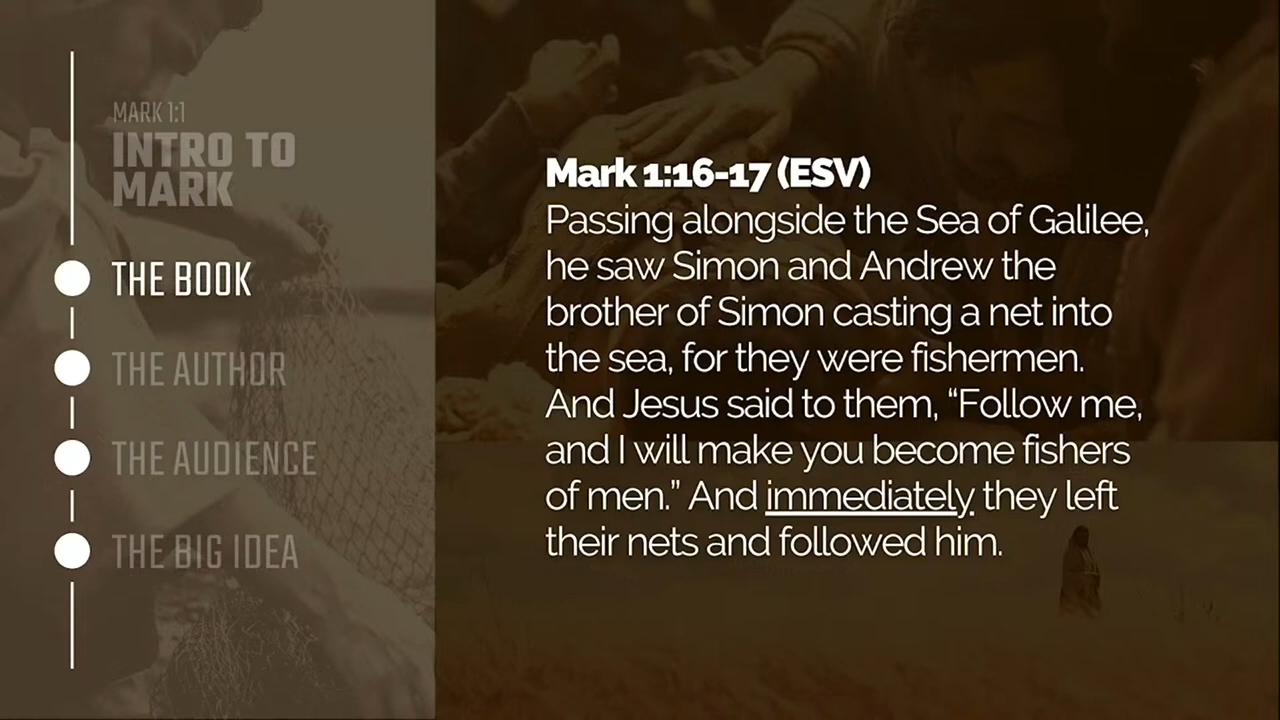 MARK 1:1
INTRO TO
MARK
THE BOOK
THE AUTHOR
THE AUDIENCE
THE BIG IDEA
Mark 1:16-17 (ESV)
Passing alongside the Sea of Galilee,
he saw Simon and Andrew the
brother of Simon casting a net into
the sea, for they were fishermen.
And Jesus said to them, “Follow me,
and I will make you become fishers
of men.” And immediately they left
their nets and followed him.